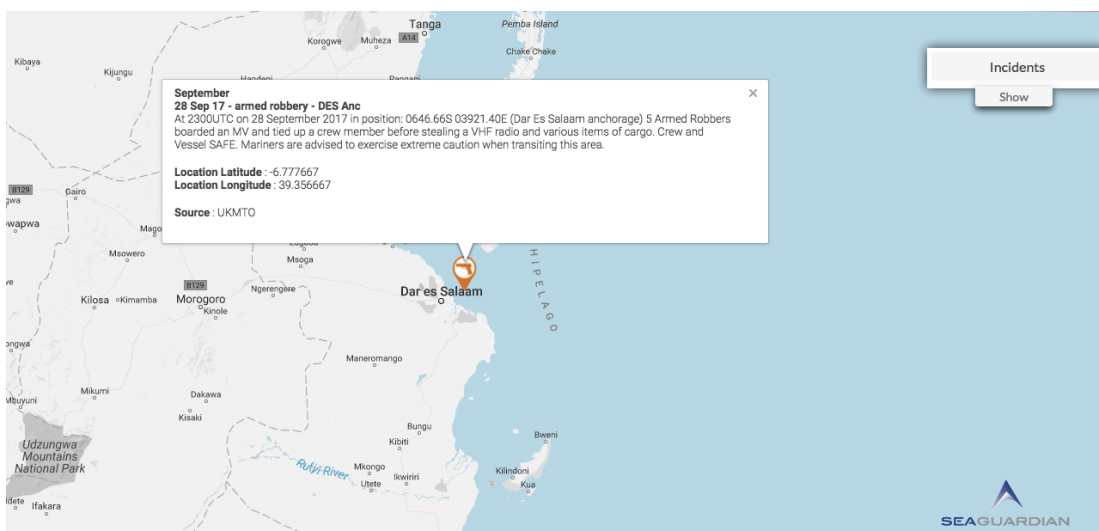 Tanga
Pemba Island
Korogwe
Muheza
A14
Chake Chake
Kibaya
Kijungu
Handeni
Pangani
Incidents
Show
September
28 Sep 17 - armed robbery - DES Anc
At 2300UTC on 28 September 2017 in position: 0646.66S 03921.40E (Dar Es Salaam anchorage) 5 Armed Robbers
boarded an MV and tied up a crew member before stealing a VHF radio and various items of cargo. Crew and
Vessel SAFE. Mariners are advised to exercise extreme caution when transiting this area.
Location Latitude : -6.777667
Location Longitude : 39.356667
Source : UKMTO
B129
Gairo
Msowero
Msoga
HIPELAGO
B129
Ngerengere
Dar es Salaam
Kilosa
Kimamba
Morogoro
Kinole
Maneromango
Mikumi
Dakawa
Kisaki
Bungu
Kibiti
Bweni
Udzungwa
Mountains
National Park
Rufiji River
Mkongo
Ikwiriri
Utete
Kilindoni
Kua
Ifakara
SEAGUARDIAN